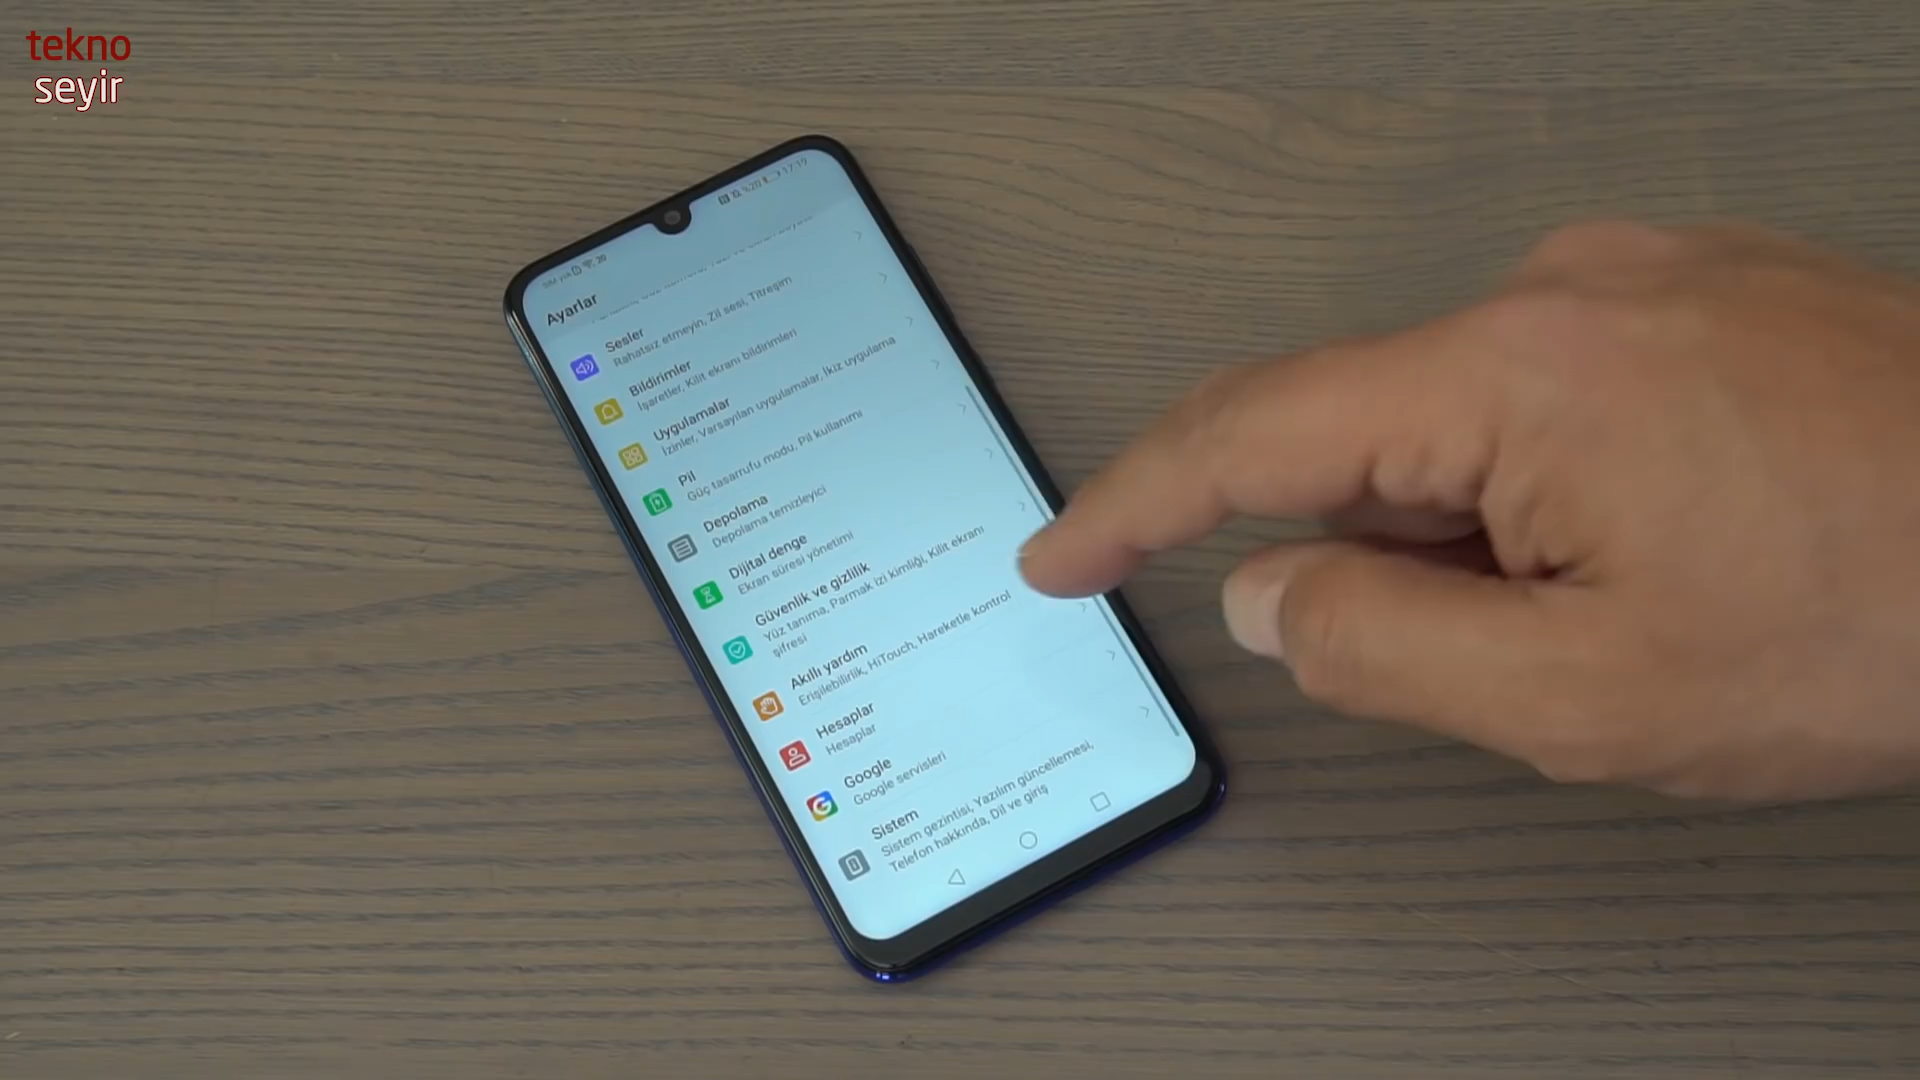 tekno
seyir
%20 17:19
Ayarlar
Sesler
Rahatsız etmeyin, Zil sesi, Titreşim
Bildirimler
İşaretler, Kilit ekranı bildirimleri
Uygulamalar
İzinler, Varsayılan uygulamalar, İkiz uygulama
Pil
Güç tasarrufu modu, Pil kullanımı
Depolama
Depolama temizleyici
Dijital denge
Ekran süresi yönetimi
Güvenlik ve gizlilik
Yüz tanıma, Parmak izi kimliği, Kilit ekranı
şifresi
Akıllı yardım
Erişilebilirlik, HiTouch, Hareketle kontrol
Hesaplar
Hesaplar
Google
Google servisleri
Sistem
Sistem gezintisi, Yazılım güncellemesi,
Telefon hakkında, Dil ve giriş